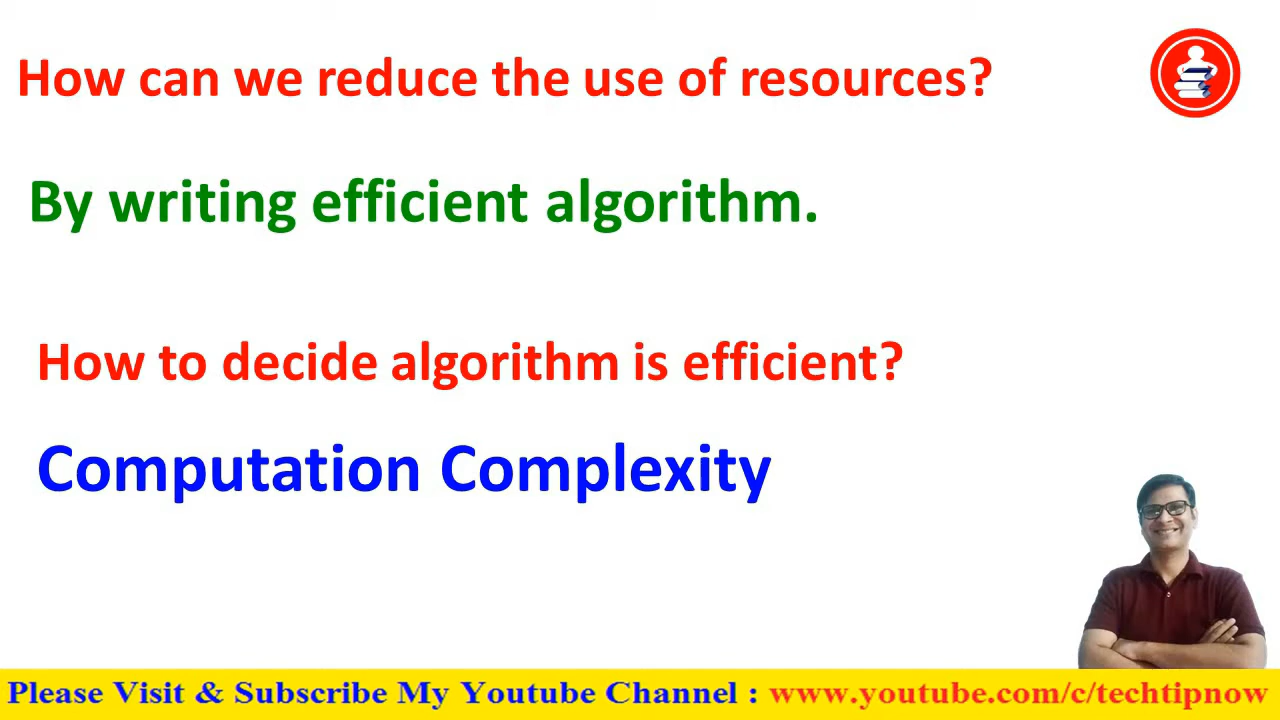 How can we reduce the use of resources?
By writing efficient algorithm.
How to decide algorithm is efficient?
Computation Complexity
Please Visit & Subscribe My Youtube Channel : www.youtube.com/c/techtipnow